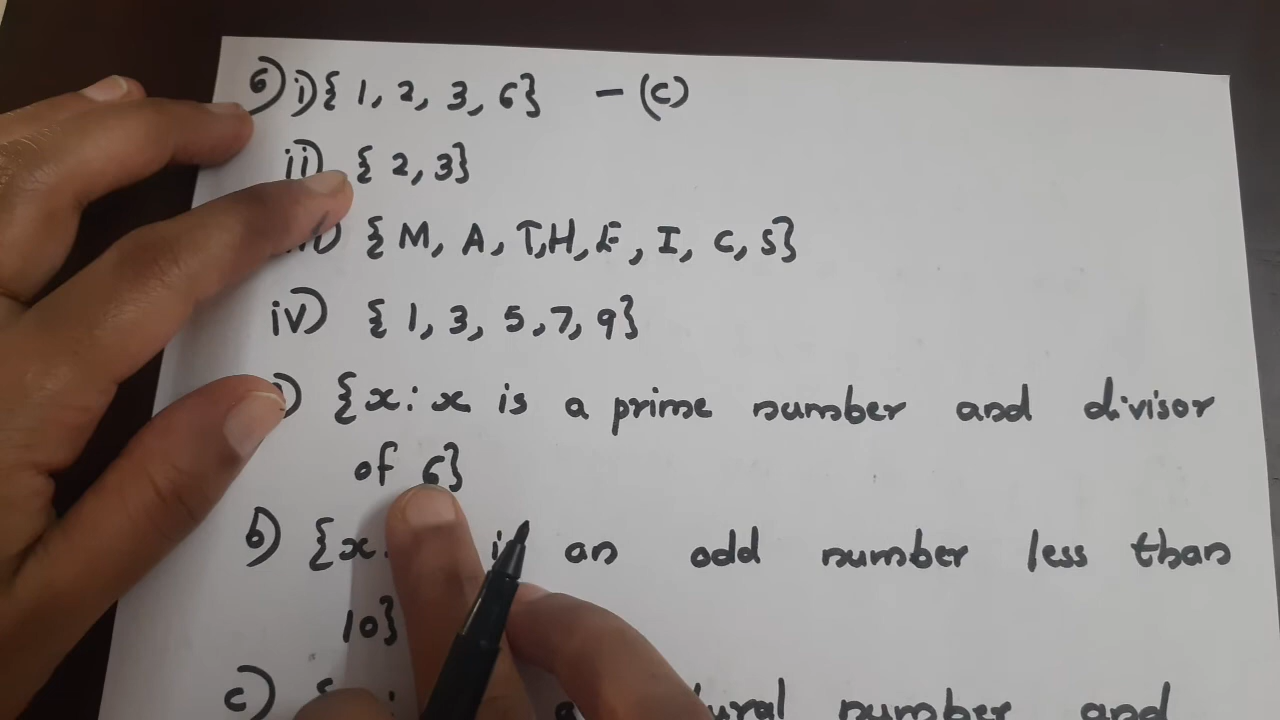 6) i) { 1, 2, 3, 6} - (c)
ii) { 2, 3}
{ M, A, T, H, E, I, C, S}
iv) { 1, 3, 5, 7, 9}
) {x: x is a prime number and divisor
of 6}
b) {x: is an odd number less than
10}
c) { number and